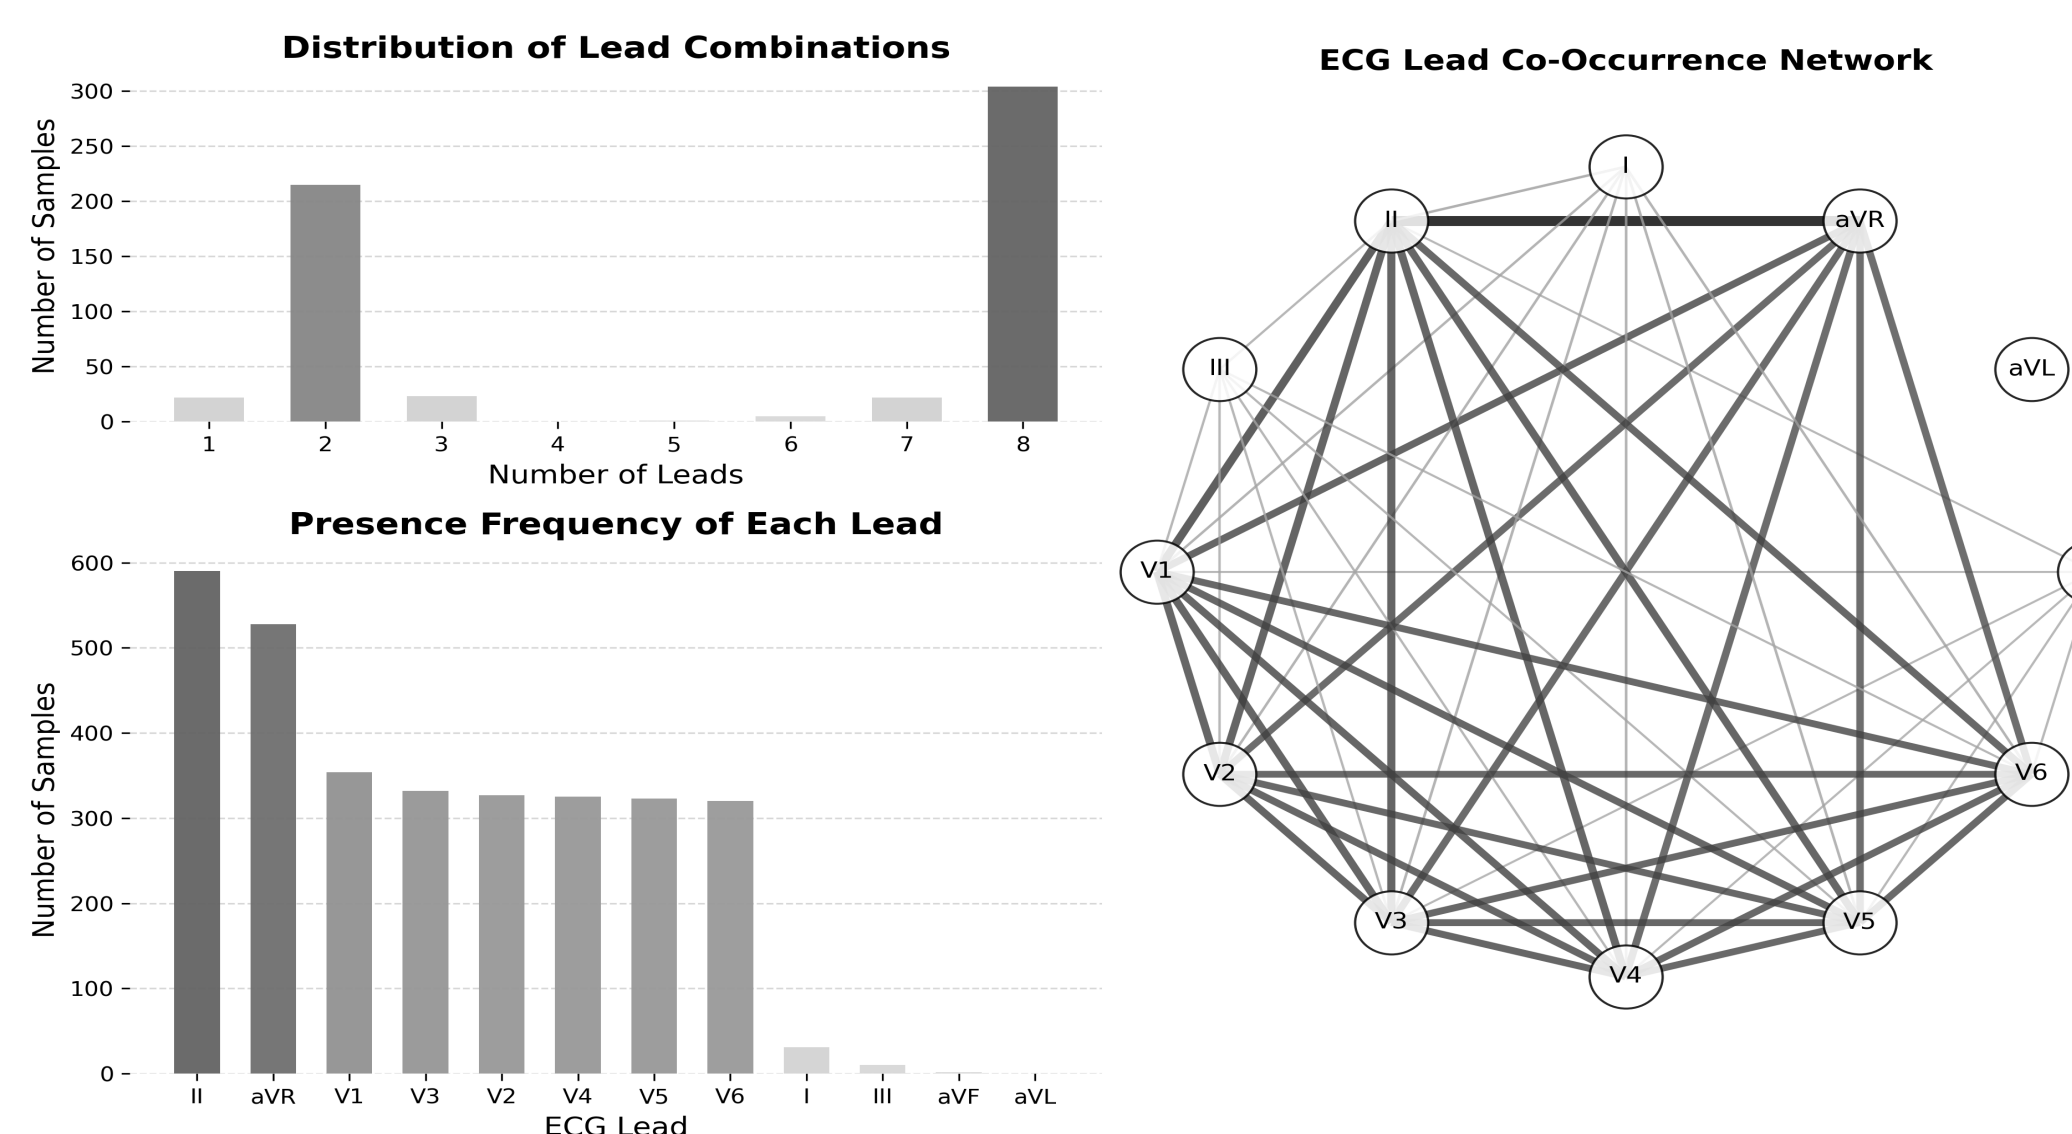 Distribution of Lead Combinations
Number of Samples
300
250
200
150
100
50
0
1 2 3 4 5 6 7 8
Number of Leads
Presence Frequency of Each Lead
Number of Samples
600
500
400
300
200
100
0
II aVR V1 V3 V2 V4 V5 V6 I III aVF aVL
ECG Lead
ECG Lead Co-Occurrence Network
I
II
aVR
III
aVL
V1
V2
V6
V3
V5
V4